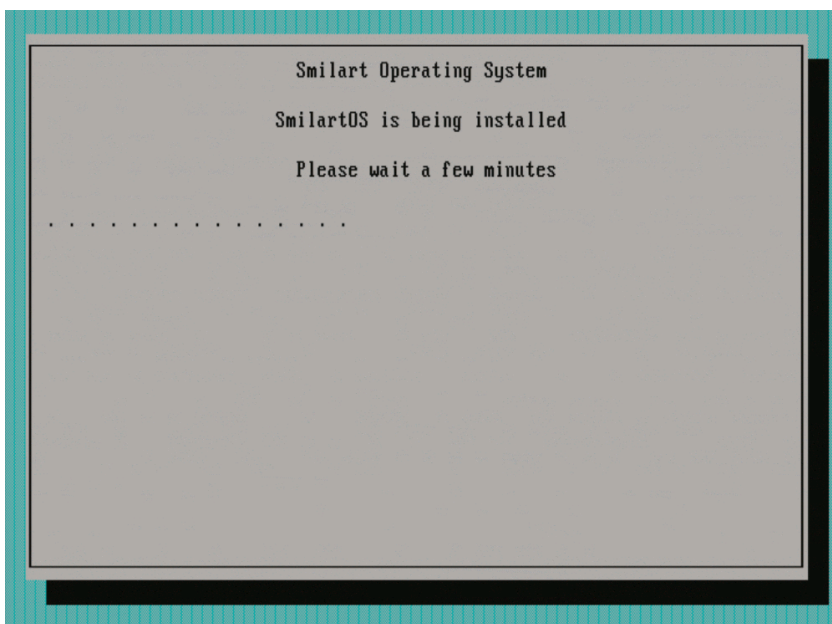 Smilart Operating System
SmilartOS is being installed
Please wait a few minutes
. . . . . . . . . . . . . . .